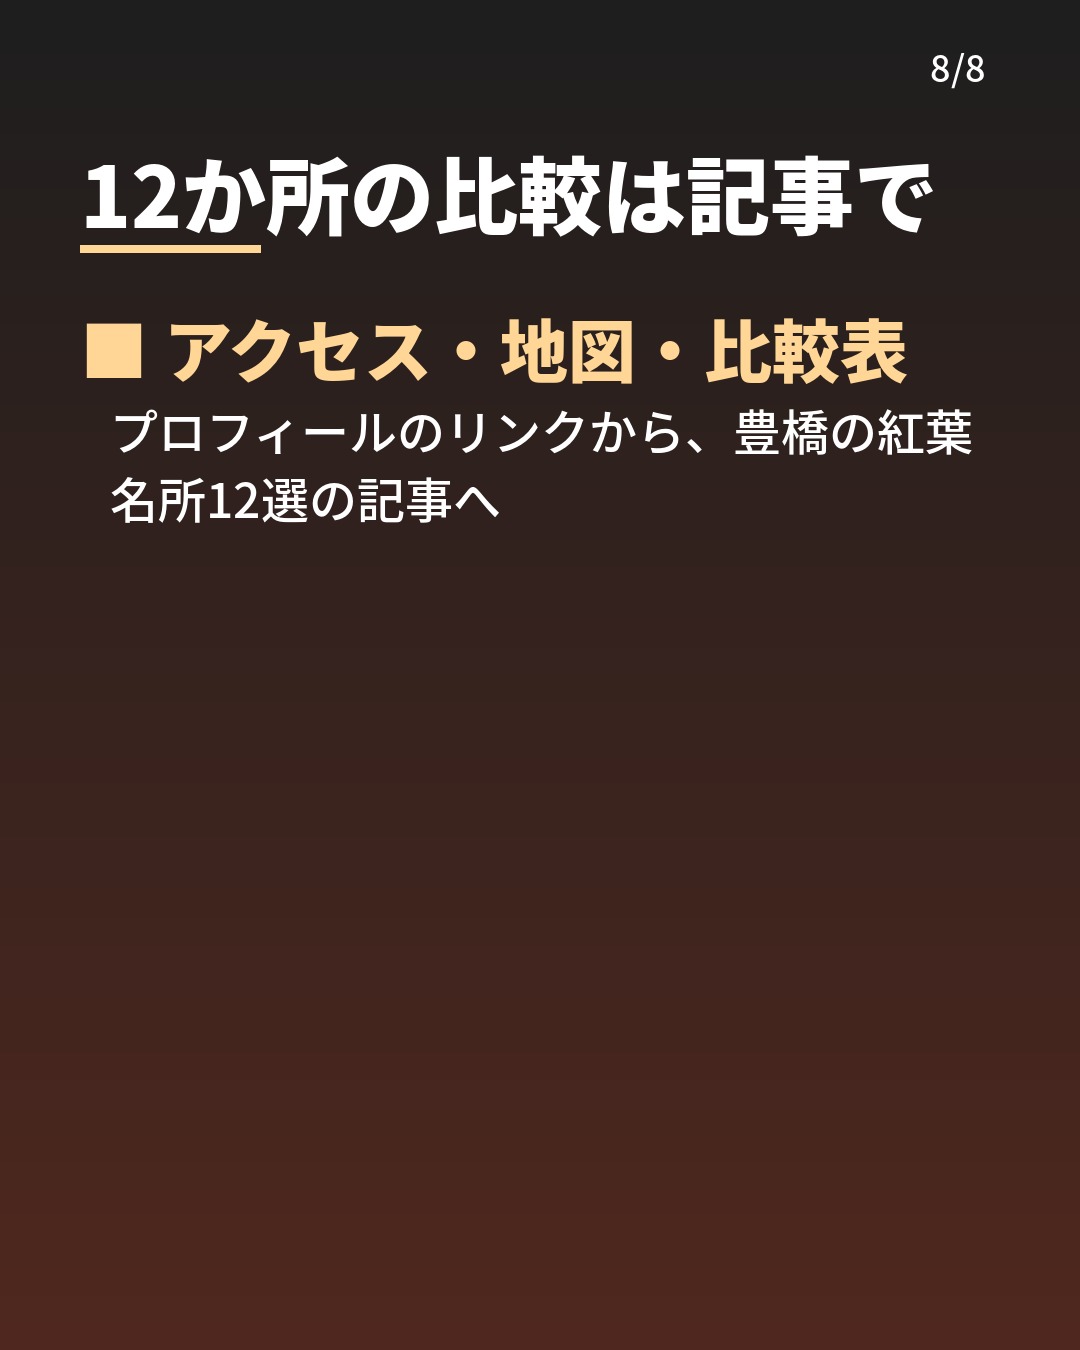 8/8
12か所の比較は記事で
■ アクセス・地図・比較表
プロフィールのリンクから、豊橋の紅葉
名所12選の記事へ